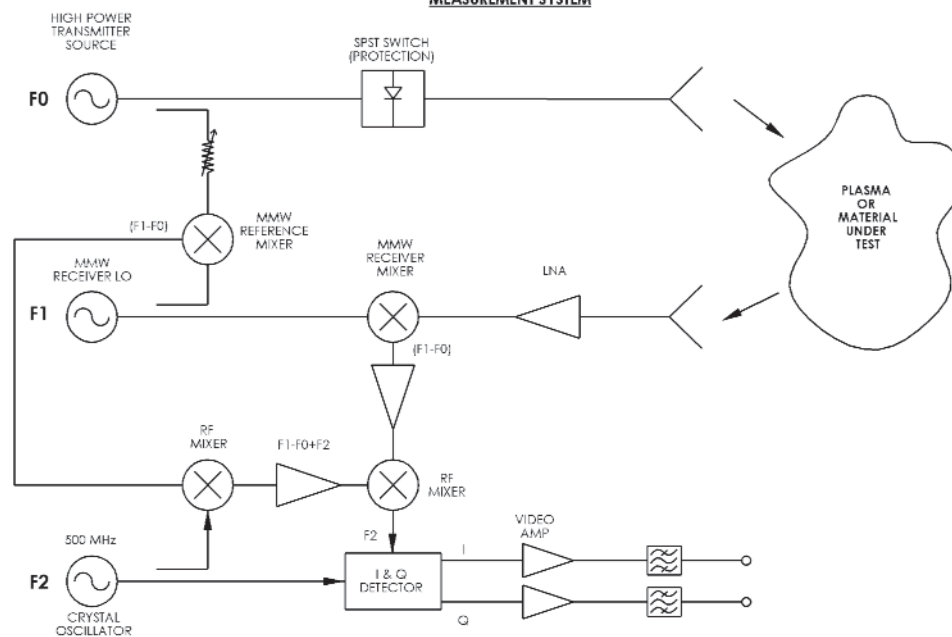 MEASUREMENT SYSTEM
HIGH POWER
TRANSMITTER
SOURCE
F0
SPST SWITCH
(PROTECTION)
PLASMA
OR
MATERIAL
UNDER
TEST
(F1-F0)
MMW
REFERENCE
MIXER
MMW
RECEIVER LO
F1
MMW
RECEIVER
MIXER
LNA
(F1-F0)
RF
MIXER
F1-F0+F2
RF
MIXER
500 MHz
F2
CRYSTAL
OSCILLATOR
F2
I & Q
DETECTOR
I
Q
VIDEO
AMP